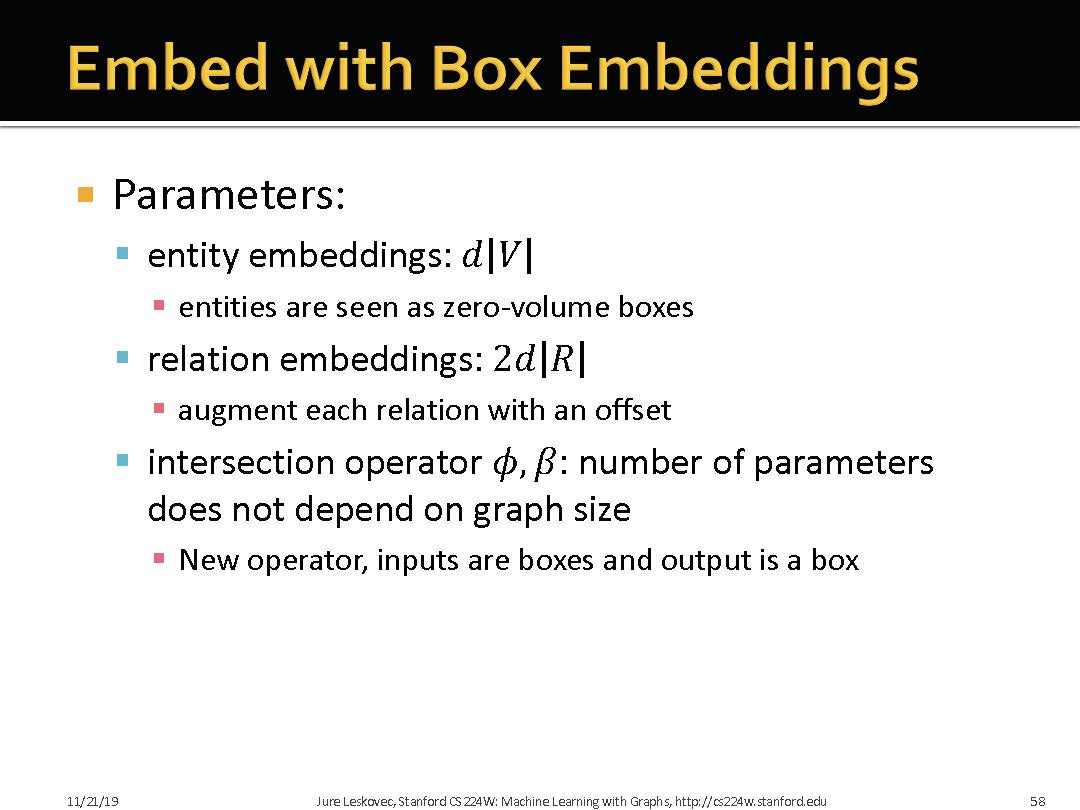 Embed with Box Embeddings
Parameters:
entity embeddings: 𝑑|𝑉|
entities are seen as zero-volume boxes
relation embeddings: 2𝑑|𝑅|
augment each relation with an offset
intersection operator 𝜙, 𝛽: number of parameters
does not depend on graph size
New operator, inputs are boxes and output is a box
11/21/19
Jure Leskovec, Stanford CS224W: Machine Learning with Graphs, http://cs224w.stanford.edu
58